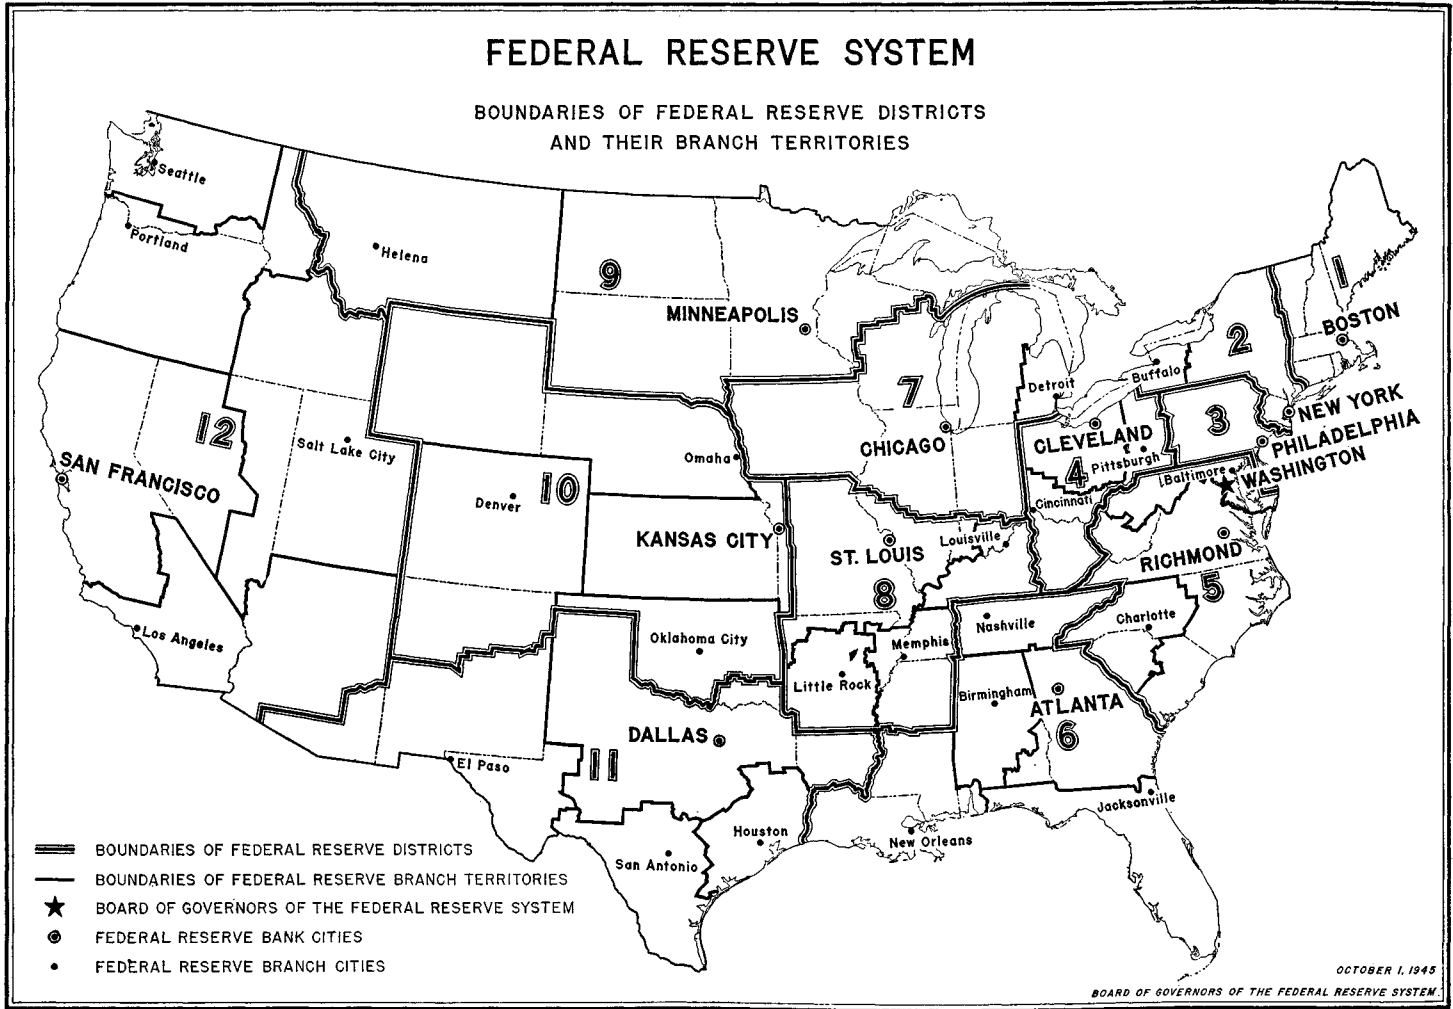 FEDERAL RESERVE SYSTEM
BOUNDARIES OF FEDERAL RESERVE DISTRICTS
AND THEIR BRANCH TERRITORIES
Seattle
Portland
Helena
9
MINNEAPOLIS
1
BOSTON
2
Buffalo
7
Detroit
NEW YORK
3
PHILADELPHIA
12
Salt Lake City
CHICAGO
CLEVELAND
4
Pittsburgh
Baltimore
WASHINGTON
Omaha
SAN FRANCISCO
Denver
10
Cincinnati
KANSAS CITY
ST. LOUIS
Louisville
RICHMOND
5
8
Los Angeles
Oklahoma City
Memphis
Nashville
Charlotte
Little Rock
Birmingham
ATLANTA
6
DALLAS
11
El Paso
Jacksonville
Houston
New Orleans
San Antonio
BOUNDARIES OF FEDERAL RESERVE DISTRICTS
BOUNDARIES OF FEDERAL RESERVE BRANCH TERRITORIES
BOARD OF GOVERNORS OF THE FEDERAL RESERVE SYSTEM
FEDERAL RESERVE BANK CITIES
FEDERAL RESERVE BRANCH CITIES
OCTOBER 1, 1945
BOARD OF GOVERNORS OF THE FEDERAL RESERVE SYSTEM.